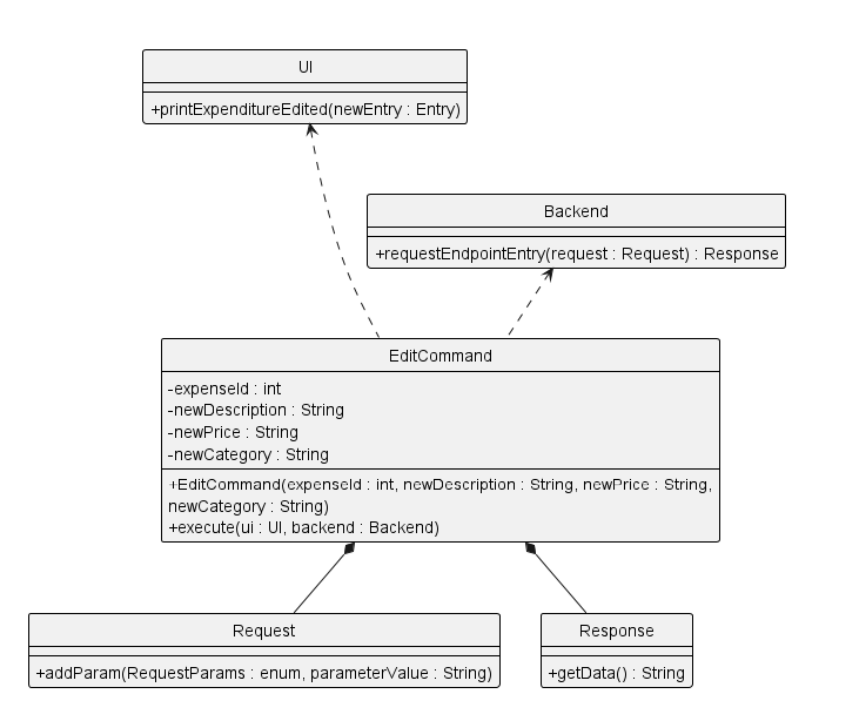 UI
+printExpenditureEdited(newEntry : Entry)
Backend
+requestEndpointEntry(request : Request) : Response
EditCommand
-expenseId : int
-newDescription : String
-newPrice : String
-newCategory : String
+EditCommand(expenseId : int, newDescription : String, newPrice : String,
newCategory : String)
+execute(ui : UI, backend : Backend)
Request
+addParam(RequestParams : enum, parameterValue : String)
Response
+getData() : String